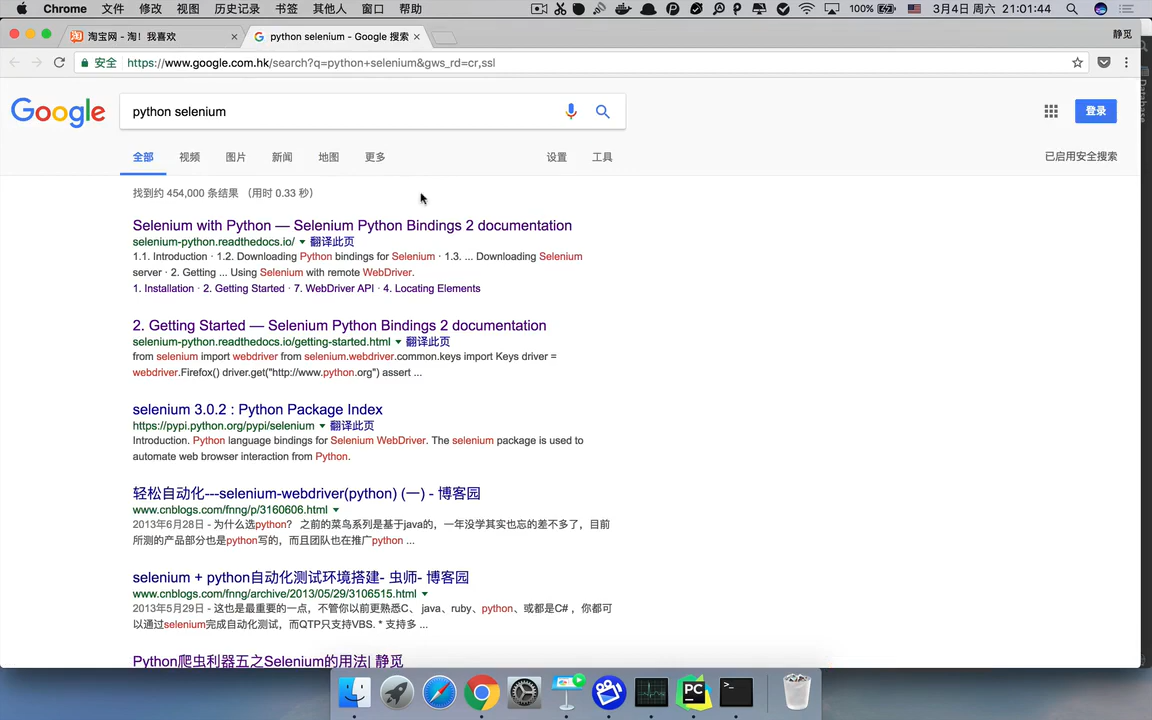 Chrome 文件 修改 视图 历史记录 书签 其他人 窗口 帮助 100% 3月4日 周六 21:01:44
淘宝网 - 淘！我喜欢 python selenium - Google 搜索 静觅
安全 https://www.google.com.hk/search?q=python+selenium&gws_rd=cr,ssl
Google python selenium 登录
全部 视频 图片 新闻 地图 更多 设置 工具 已启用安全搜索
找到约 454,000 条结果 （用时 0.33 秒）
Selenium with Python — Selenium Python Bindings 2 documentation
selenium-python.readthedocs.io/ 翻译此页
1.1. Introduction · 1.2. Downloading Python bindings for Selenium · 1.3. ... Downloading Selenium
server · 2. Getting ... Using Selenium with remote WebDriver.
1. Installation · 2. Getting Started · 7. WebDriver API · 4. Locating Elements
2. Getting Started — Selenium Python Bindings 2 documentation
selenium-python.readthedocs.io/getting-started.html 翻译此页
from selenium import webdriver from selenium.webdriver.common.keys import Keys driver =
webdriver.Firefox() driver.get("http://www.python.org") assert ...
selenium 3.0.2 : Python Package Index
https://pypi.python.org/pypi/selenium 翻译此页
Introduction. Python language bindings for Selenium WebDriver. The selenium package is used to
automate web browser interaction from Python.
轻松自动化---selenium-webdriver(python) (一) - 博客园
www.cnblogs.com/fnng/p/3160606.html
2013年6月28日 - 为什么选python？ 之前的菜鸟系列是基于java的，一年没学其实也忘的差不多了，目前
所测的产品部分也是python写的，而且团队也在推广python ...
selenium + python自动化测试环境搭建- 虫师- 博客园
www.cnblogs.com/fnng/archive/2013/05/29/3106515.html
2013年5月29日 - 这也是最重要的一点，不管你以前更熟悉C、 java、ruby、python、或都是C# ，你都可
以通过selenium完成自动化测试，而QTP只支持VBS. * 支持多 ...
Python爬虫利器五之Selenium的用法| 静觅
PC
Database